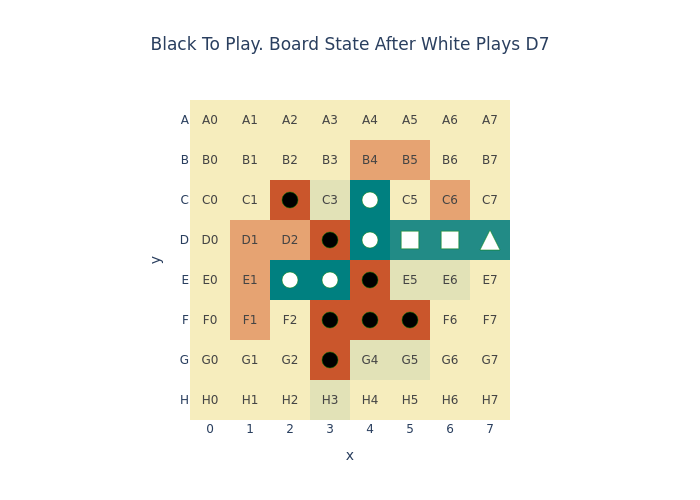 Black To Play. Board State After White Plays D7
A A0 A1 A2 A3 A4 A5 A6 A7
B B0 B1 B2 B3 B4 B5 B6 B7
C C0 C1 C3 C5 C6 C7
D D0 D1 D2
y
E E0 E1 E5 E6 E7
F F0 F1 F2 F6 F7
G G0 G1 G2 G4 G5 G6 G7
H H0 H1 H2 H3 H4 H5 H6 H7
0 1 2 3 4 5 6 7
x